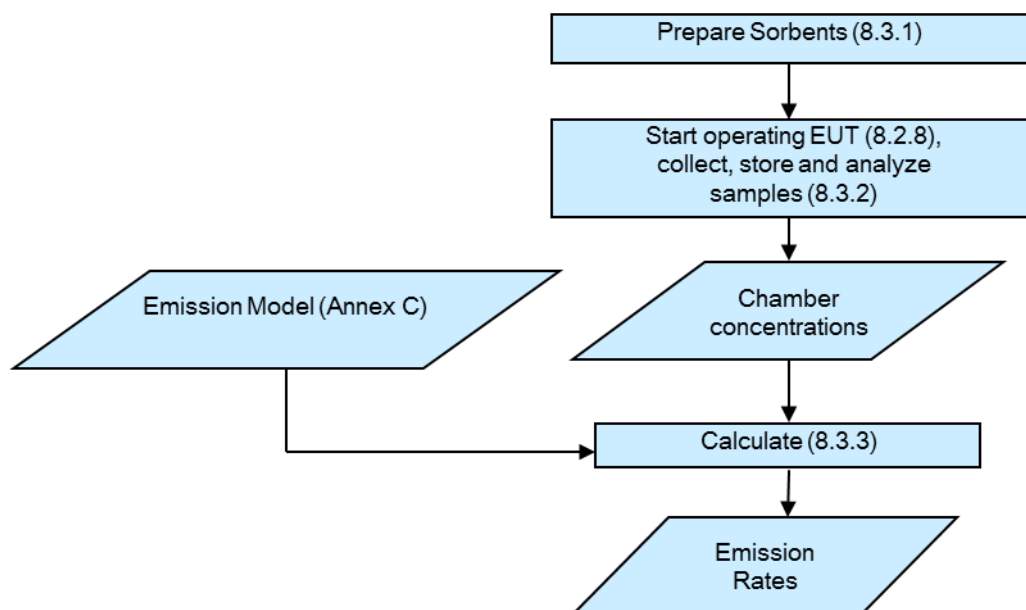 Prepare Sorbents (8.3.1)
Start operating EUT (8.2.8),
collect, store and analyze
samples (8.3.2)
Emission Model (Annex C)
Chamber
concentrations
Calculate (8.3.3)
Emission
Rates